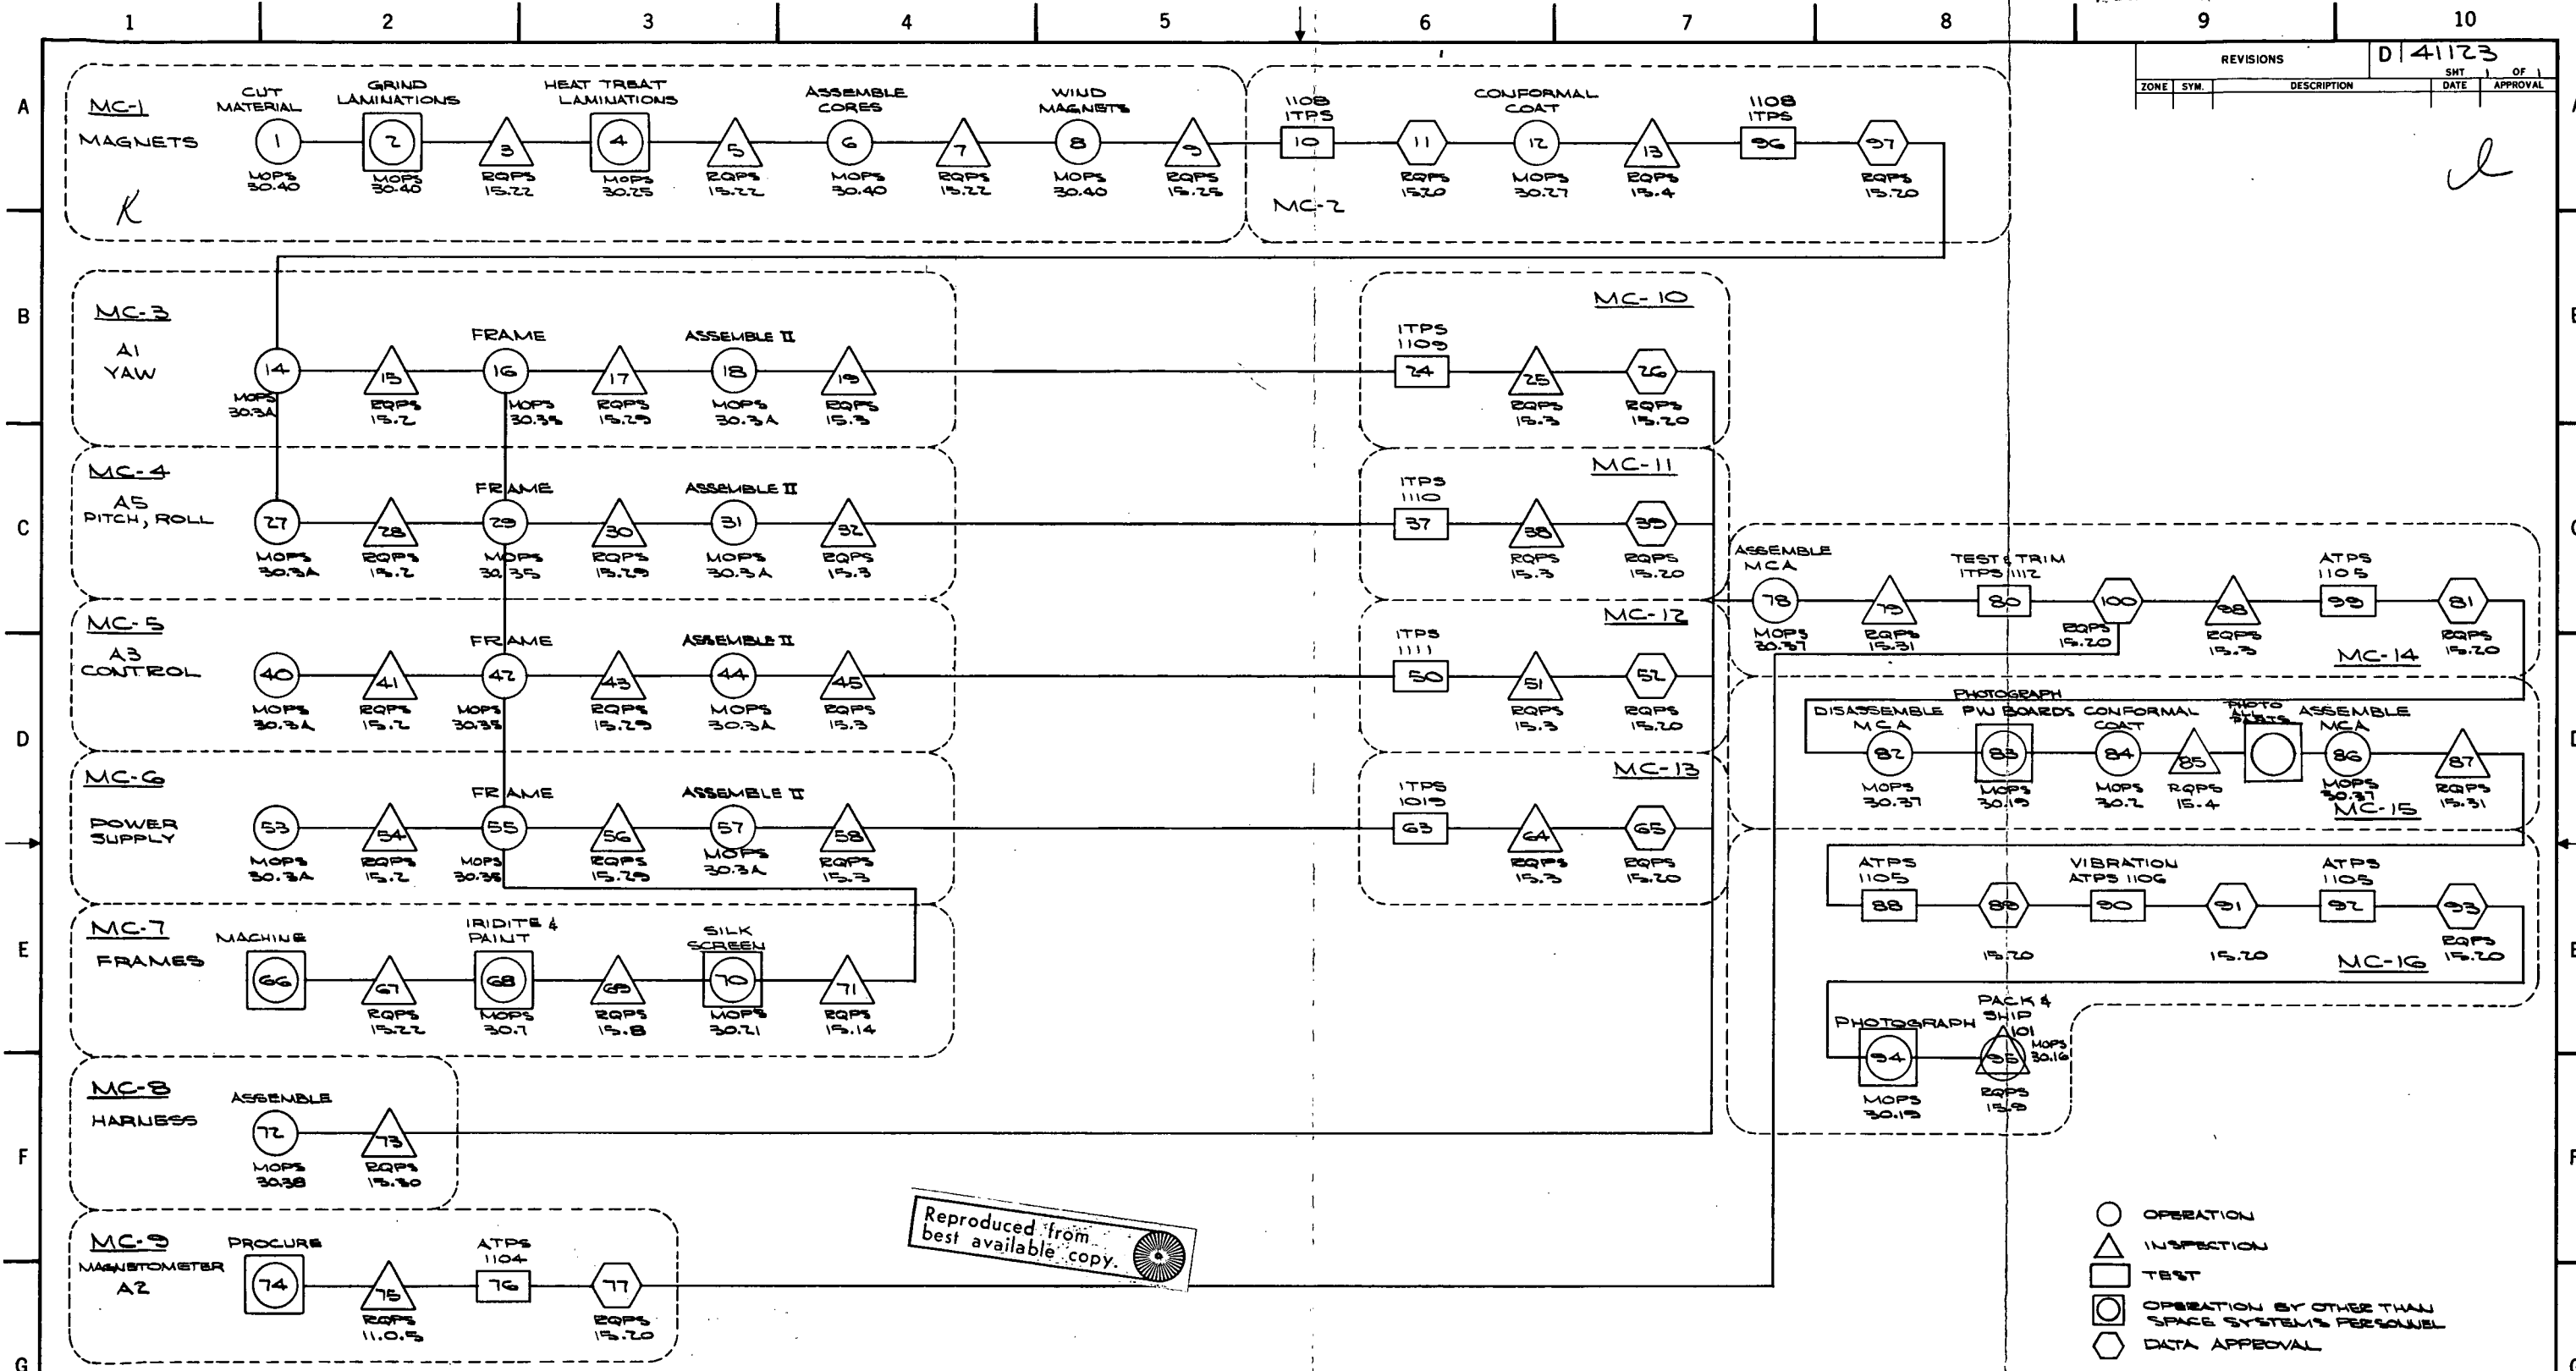 1 2 3 4 5 6 7 8 9 10
A
B
C
D
E
F
G
REVISIONS
D 41123
SHT 1 OF 1
ZONE SYM. DESCRIPTION DATE APPROVAL
MC-1
MAGNETS
K
CUT MATERIAL
1
MOPS
30.40
GRIND
LAMINATIONS
2
MOPS
30.40
3
RQPS
15.22
HEAT TREAT
LAMINATIONS
4
MOPS
30.25
5
RQPS
15.22
ASSEMBLE
CORES
6
MOPS
30.40
7
RQPS
15.22
WIND
MAGNETS
8
MOPS
30.40
9
RQPS
15.25
MC-2
1108
ITPS
10
11
RQPS
15.20
CONFORMAL
COAT
12
MOPS
30.27
13
RQPS
15.4
1108
ITPS
96
97
RQPS
15.20
MC-3
A1
YAW
14
MOPS
30.3A
15
RQPS
15.2
FRAME
16
MOPS
30.35
17
RQPS
15.29
ASSEMBLE II
18
MOPS
30.3A
19
RQPS
15.3
MC-10
ITPS
1109
24
25
RQPS
15.3
26
RQPS
15.20
MC-4
A5
PITCH, ROLL
27
MOPS
30.3A
28
RQPS
15.2
FRAME
29
MOPS
30.35
30
RQPS
15.29
ASSEMBLE II
31
MOPS
30.3A
32
RQPS
15.3
MC-11
ITPS
1110
37
38
RQPS
15.3
39
RQPS
15.20
MC-5
A3
CONTROL
40
MOPS
30.3A
41
RQPS
15.2
FRAME
42
MOPS
30.35
43
RQPS
15.29
ASSEMBLE II
44
MOPS
30.3A
45
RQPS
15.3
MC-12
ITPS
1111
50
51
RQPS
15.3
52
RQPS
15.20
MC-6
POWER
SUPPLY
53
MOPS
30.3A
54
RQPS
15.2
FRAME
55
MOPS
30.35
56
RQPS
15.29
ASSEMBLE II
57
MOPS
30.3A
58
RQPS
15.3
MC-13
ITPS
1019
63
64
RQPS
15.3
65
RQPS
15.20
MC-7
FRAMES
MACHINE
66
67
RQPS
15.22
IRIDITE &
PAINT
68
MOPS
30.7
69
RQPS
15.8
SILK
SCREEN
70
MOPS
30.21
71
RQPS
15.14
MC-8
HARNESS
ASSEMBLE
72
MOPS
30.38
73
RQPS
15.30
MC-9
MAGNETOMETER
A2
PROCURE
74
75
RQPS
11.0.5
ATPS
1104
76
77
RQPS
15.20
ASSEMBLE
MCA
78
MOPS
30.37
79
RQPS
15.31
TEST & TRIM
ITPS 1112
80
100
RQPS
15.20
98
RQPS
15.3
ATPS
1105
99
81
RQPS
15.20
MC-14
DISASSEMBLE
MCA
82
MOPS
30.37
PHOTOGRAPH
PW BOARDS
83
MOPS
30.19
CONFORMAL
COAT
84
MOPS
30.2
85
RQPS
15.4
PHOTO
ALL
PARTS
ASSEMBLE
MCA
86
MOPS
30.37
87
RQPS
15.31
MC-15
ATPS
1105
88
89
15.20
VIBRATION
ATPS 1106
90
91
15.20
ATPS
1105
92
93
RQPS
15.20
MC-16
PHOTOGRAPH
94
MOPS
30.19
PACK &
SHIP
101
95
MOPS
30.16
RQPS
15.9
Reproduced from
best available copy.
OPERATION
INSPECTION
TEST
OPERATION BY OTHER THAN
SPACE SYSTEMS PERSONNEL
DATA APPROVAL